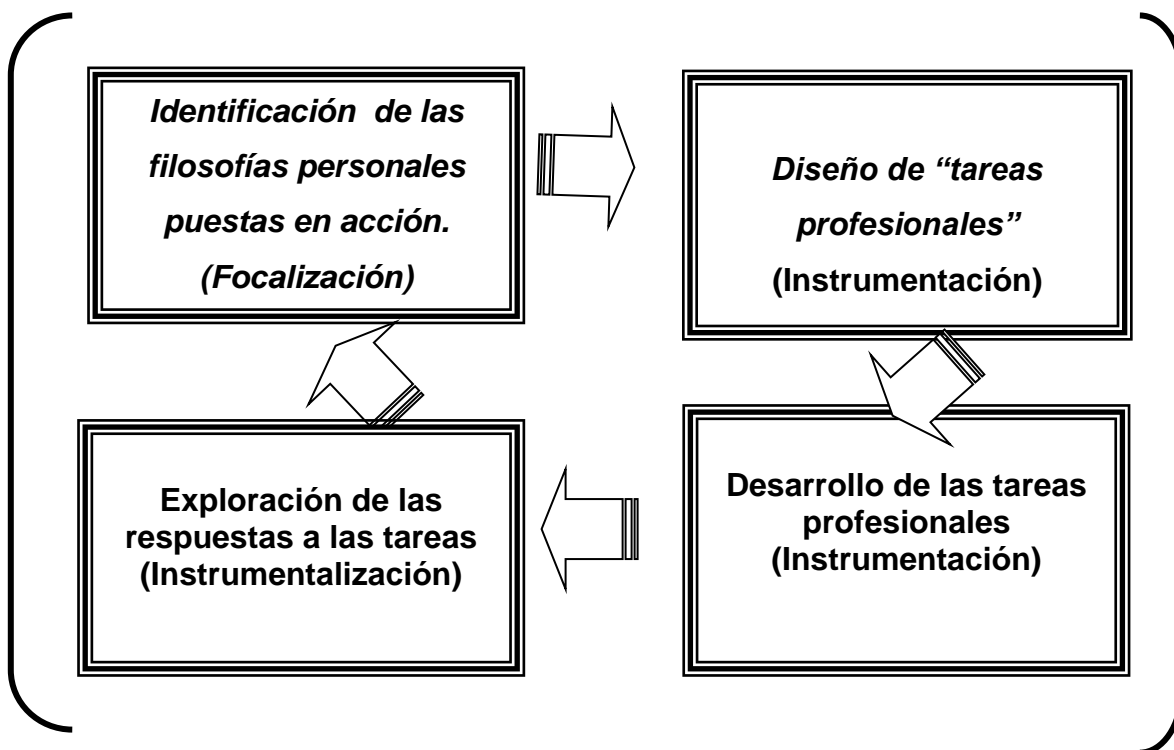 Identificación de las
filosofías personales
puestas en acción.
(Focalización)
Diseño de “tareas
profesionales”
(Instrumentación)
Desarrollo de las tareas
profesionales
(Instrumentación)
Exploración de las
respuestas a las tareas
(Instrumentalización)